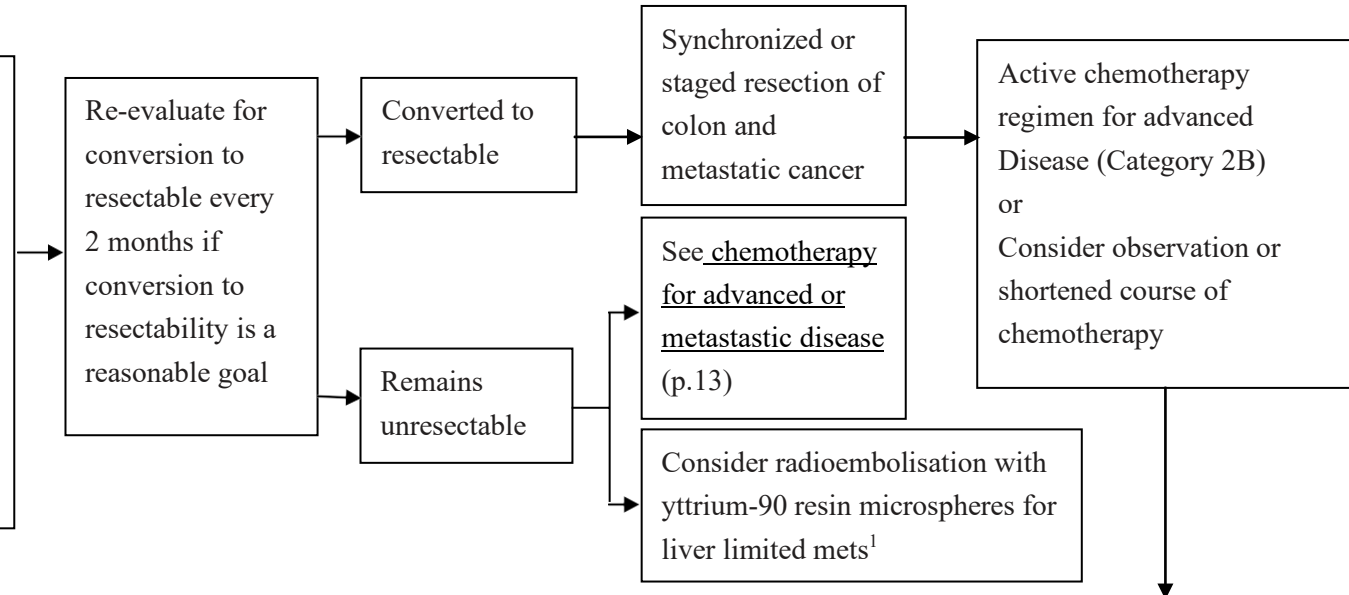 Re-evaluate for
conversion to
resectable every
2 months if
conversion to
resectability is a
reasonable goal
Converted to
resectable
Synchronized or
staged resection of
colon and
metastatic cancer
Active chemotherapy
regimen for advanced
Disease (Category 2B)
or
Consider observation or
shortened course of
chemotherapy
Remains
unresectable
See chemotherapy
for advanced or
metastastic disease
(p.13)
Consider radioembolisation with
yttrium-90 resin microspheres for
liver limited mets¹